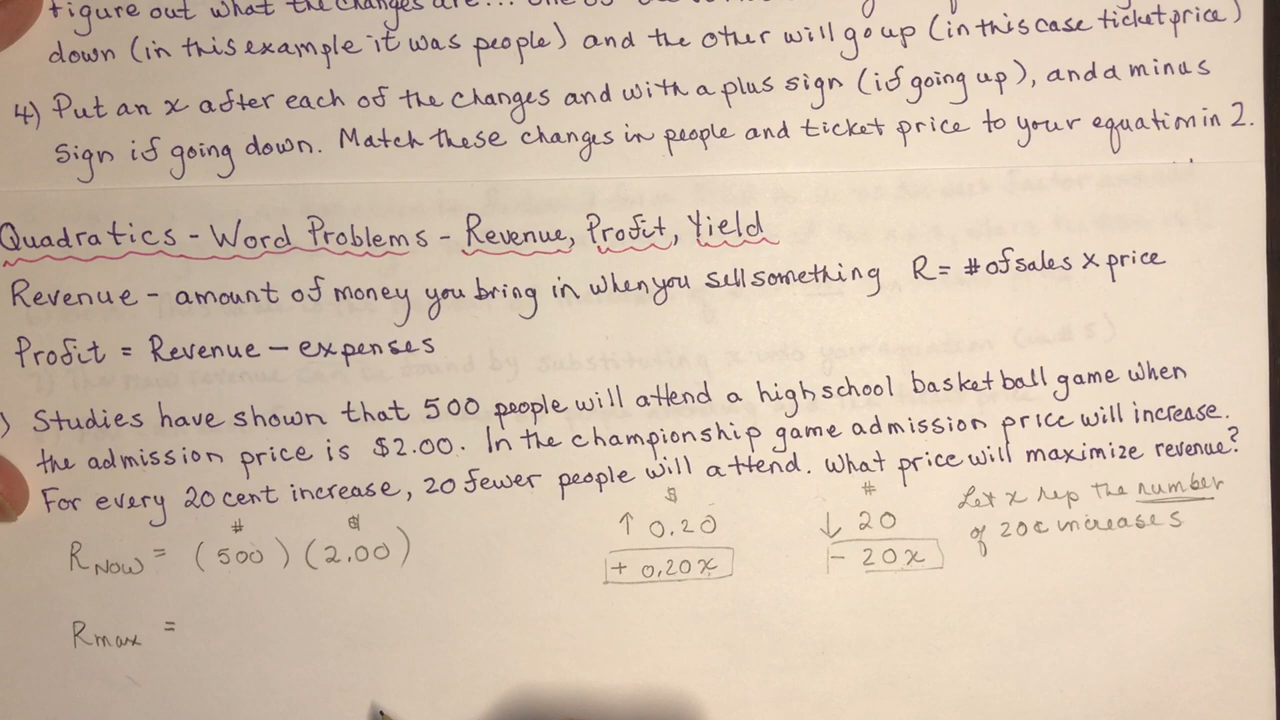 figure out what the changes are... one
down (in this example it was people) and the other will go up (in this case ticket price)
4) Put an x after each of the changes and with a plus sign (if going up), and a minus
sign if going down. Match these changes in people and ticket price to your equation in 2.
Quadratics - Word Problems - Revenue, Profit, Yield
Revenue - amount of money you bring in when you sell something R = # of sales x price
Profit = Revenue - expenses
) Studies have shown that 500 people will attend a high school basketball game when
the admission price is $2.00. In the championship game admission price will increase.
For every 20 cent increase, 20 fewer people will attend. What price will maximize revenue?
# $ $ # Let x rep the number
R NOW = (500) (2.00) ↑ 0.20 ↓ 20 of 20¢ increases
+ 0.20x - 20x
Rmax =